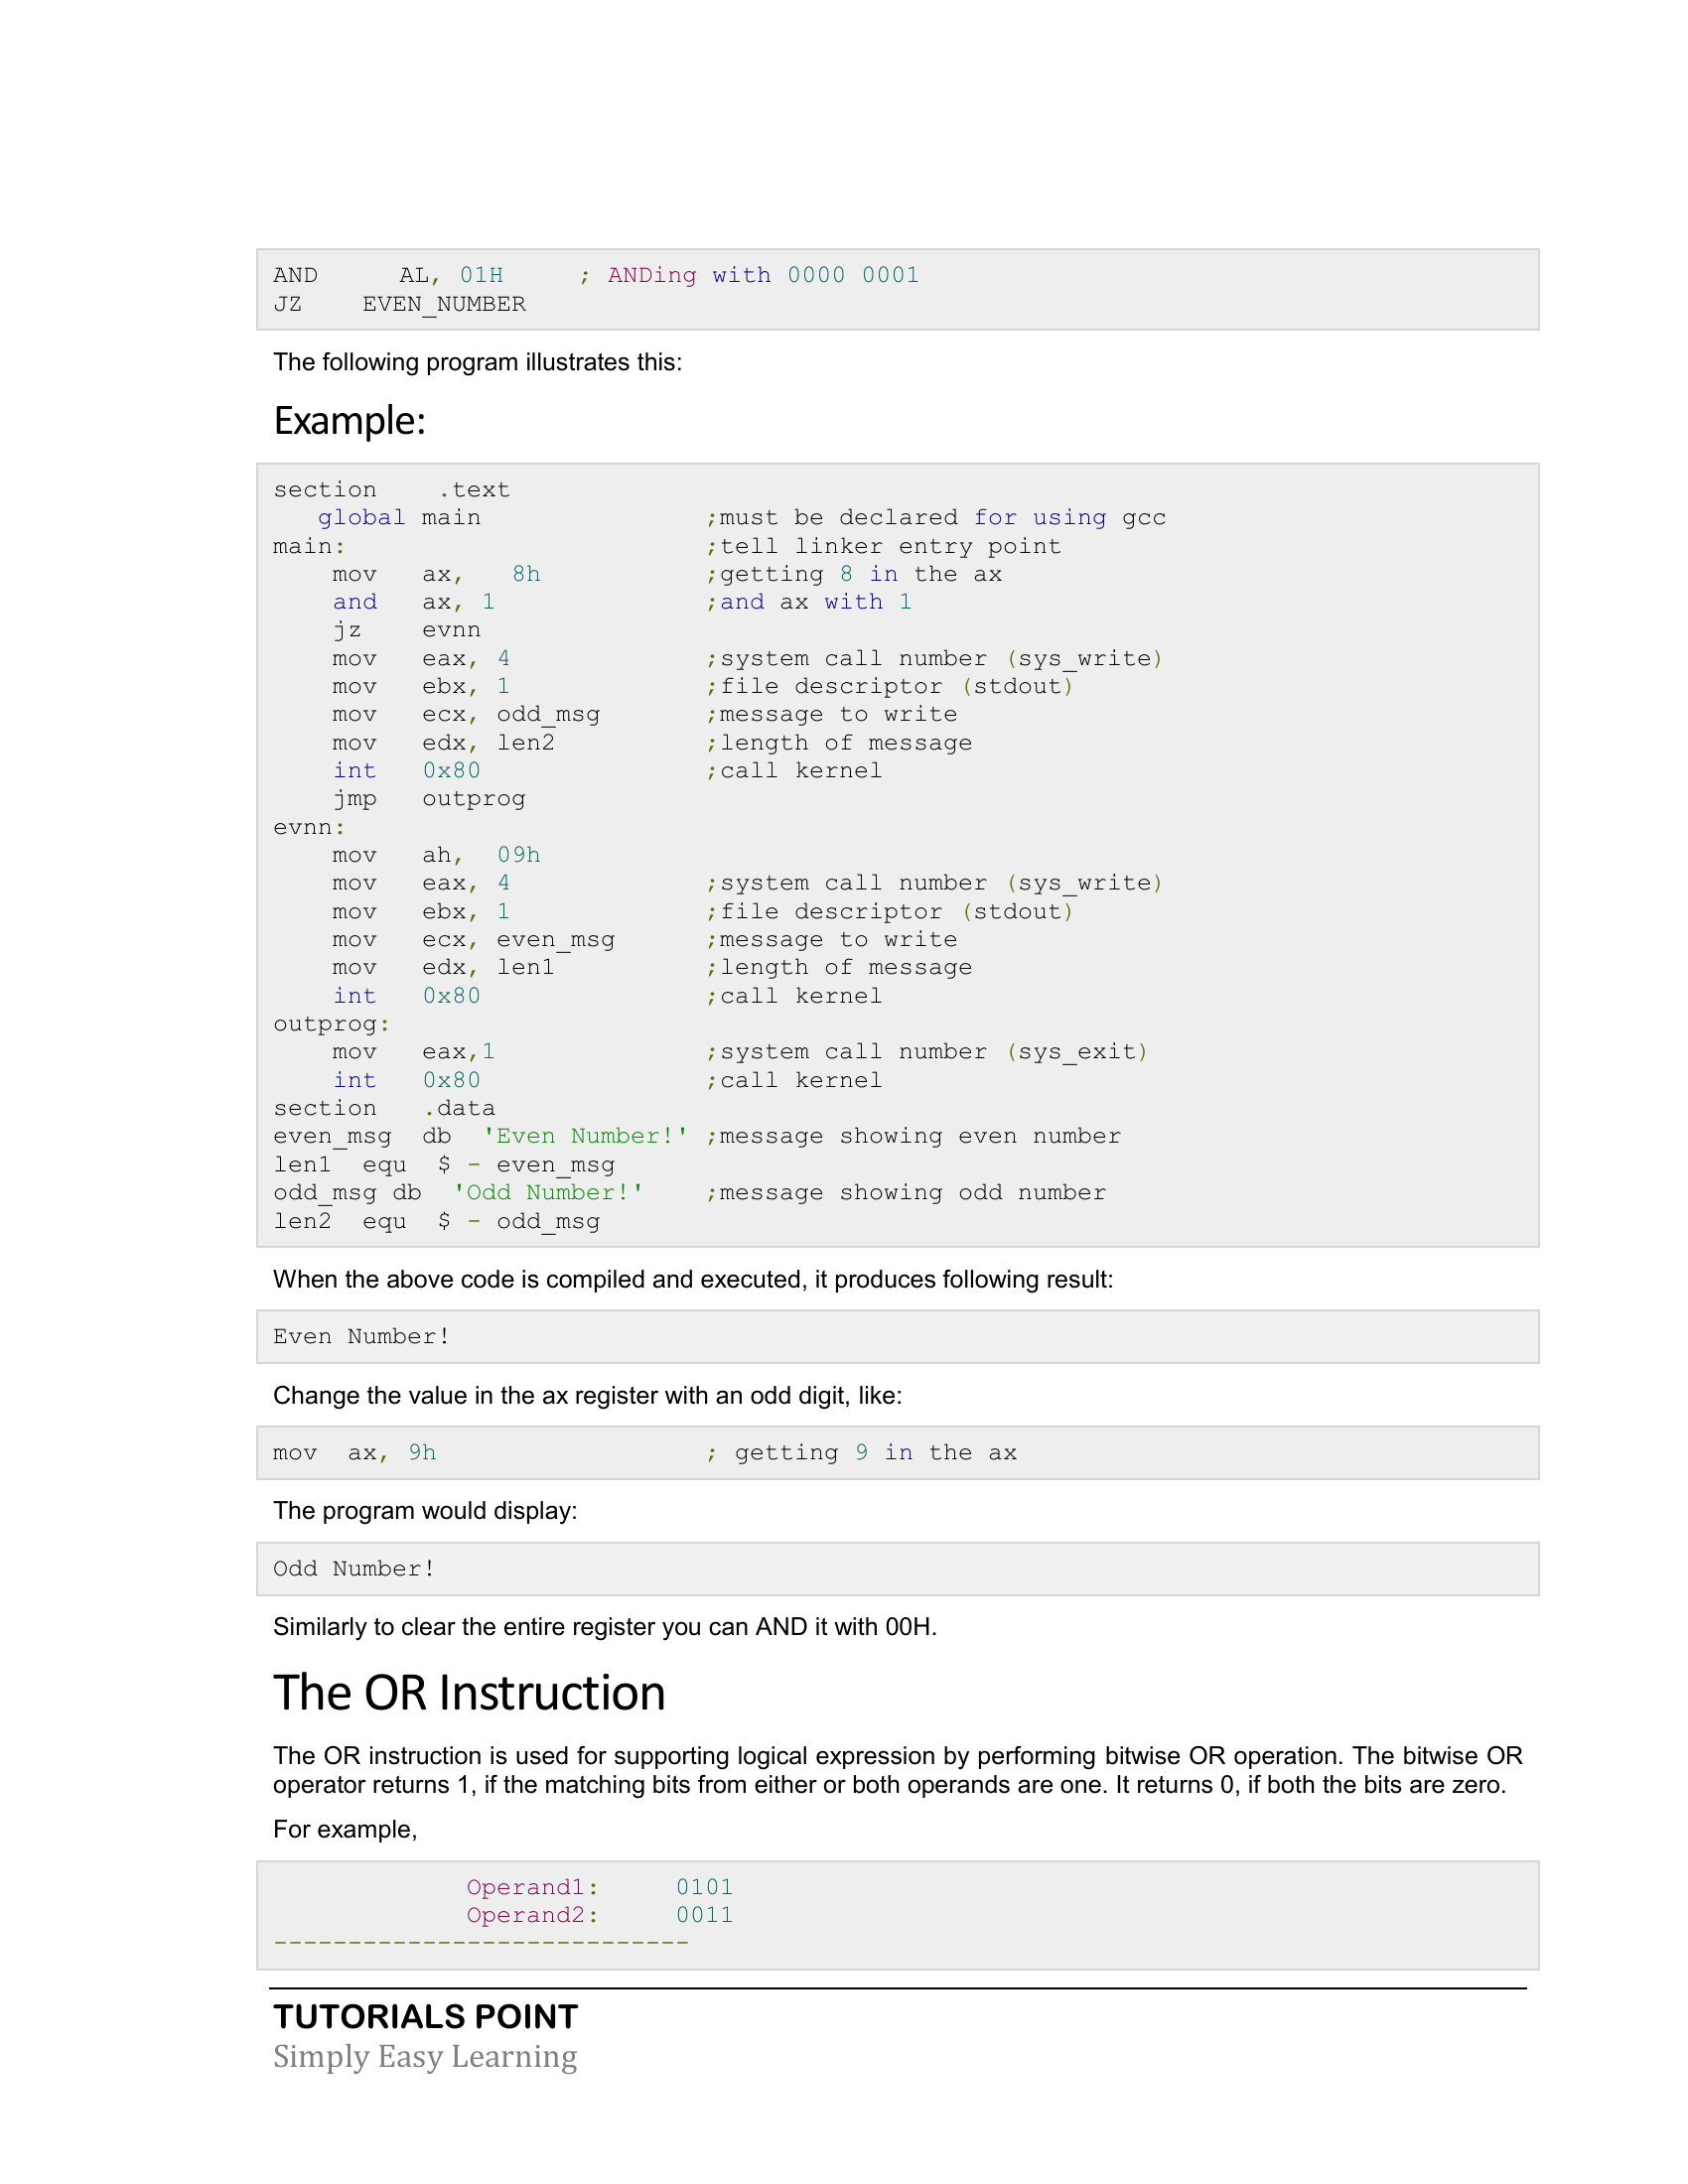 AND AL, 01H ; ANDing with 0000 0001
JZ EVEN_NUMBER
The following program illustrates this:
Example:
section .text
global main ;must be declared for using gcc
main: ;tell linker entry point
mov ax, 8h ;getting 8 in the ax
and ax, 1 ;and ax with 1
jz evnn
mov eax, 4 ;system call number (sys_write)
mov ebx, 1 ;file descriptor (stdout)
mov ecx, odd_msg ;message to write
mov edx, len2 ;length of message
int 0x80 ;call kernel
jmp outprog
evnn:
mov ah, 09h
mov eax, 4 ;system call number (sys_write)
mov ebx, 1 ;file descriptor (stdout)
mov ecx, even_msg ;message to write
mov edx, len1 ;length of message
int 0x80 ;call kernel
outprog:
mov eax,1 ;system call number (sys_exit)
int 0x80 ;call kernel
section .data
even_msg db 'Even Number!' ;message showing even number
len1 equ $ - even_msg
odd_msg db 'Odd Number!' ;message showing odd number
len2 equ $ - odd_msg
When the above code is compiled and executed, it produces following result:
Even Number!
Change the value in the ax register with an odd digit, like:
mov ax, 9h ; getting 9 in the ax
The program would display:
Odd Number!
Similarly to clear the entire register you can AND it with 00H.
The OR Instruction
The OR instruction is used for supporting logical expression by performing bitwise OR operation. The bitwise OR
operator returns 1, if the matching bits from either or both operands are one. It returns 0, if both the bits are zero.
For example,
Operand1: 0101
Operand2: 0011
----------------------------
TUTORIALS POINT
Simply Easy Learning